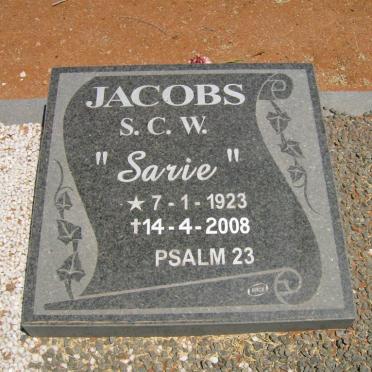 JACOBS
S. C. W.
"Sarie"
★ 7 - 1 - 1923
✝ 14 - 4 - 2008
PSALM 23